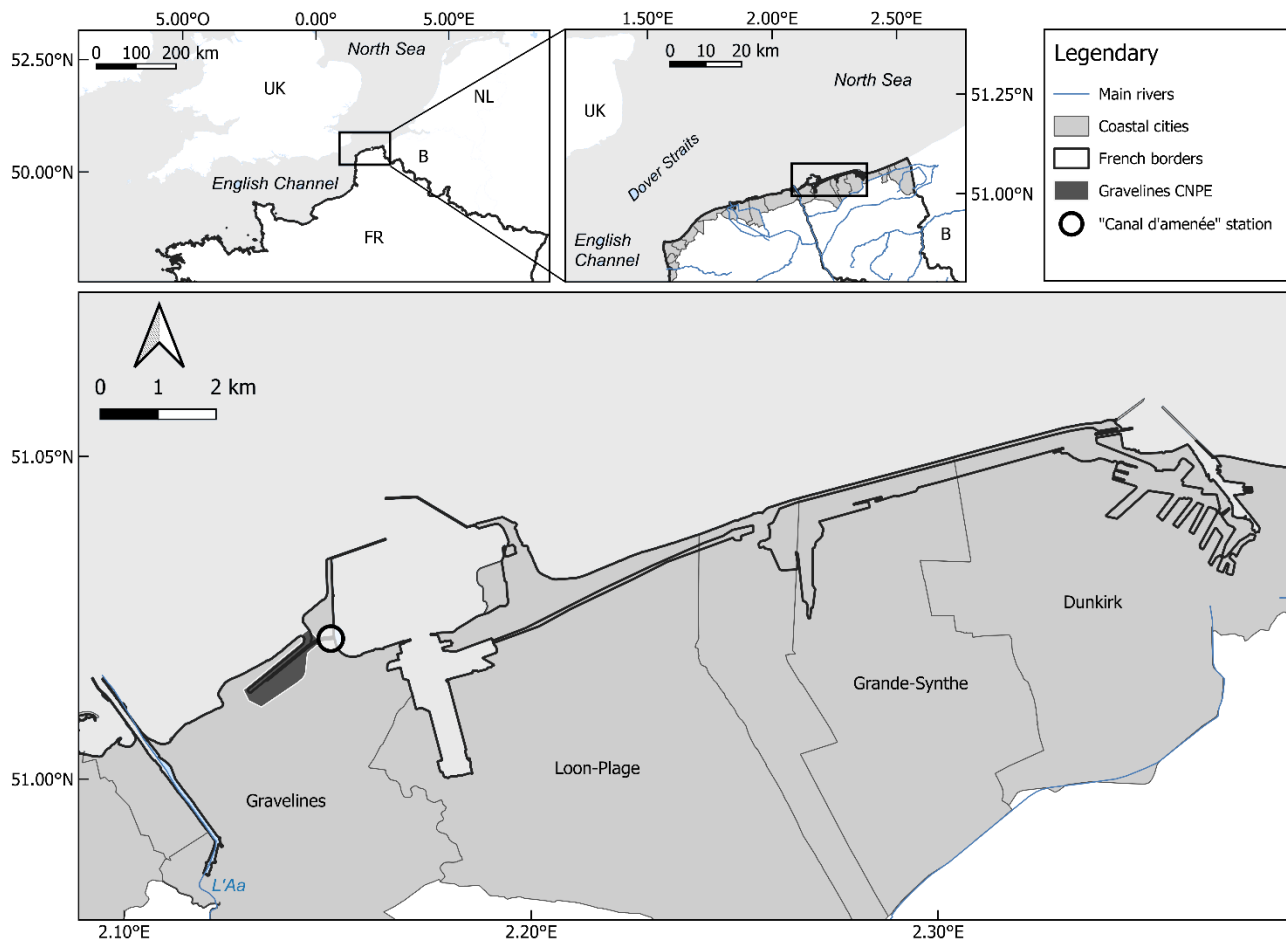 5.00°O 0.00° 5.00°E
52.50°N
50.00°N
0 100 200 km
North Sea
UK
NL
B
English Channel
FR
1.50°E 2.00°E 2.50°E
0 10 20 km
North Sea
51.25°N
UK
Dover Straits
51.00°N
English
Channel
B
Legendary
Main rivers
Coastal cities
French borders
Gravelines CNPE
"Canal d'amenée" station
0 1 2 km
51.05°N
Dunkirk
Grande-Synthe
Loon-Plage
51.00°N
Gravelines
L'Aa
2.10°E 2.20°E 2.30°E